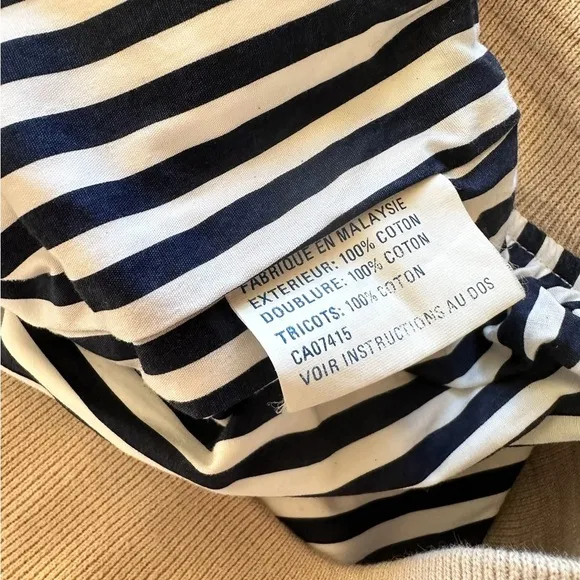 FABRIQUE EN MALAYSIE
EXTERIEUR: 100% COTON
DOUBLURE: 100% COTON
TRICOTS: 100% COTON
CA07415
VOIR INSTRUCTIONS AU DOS